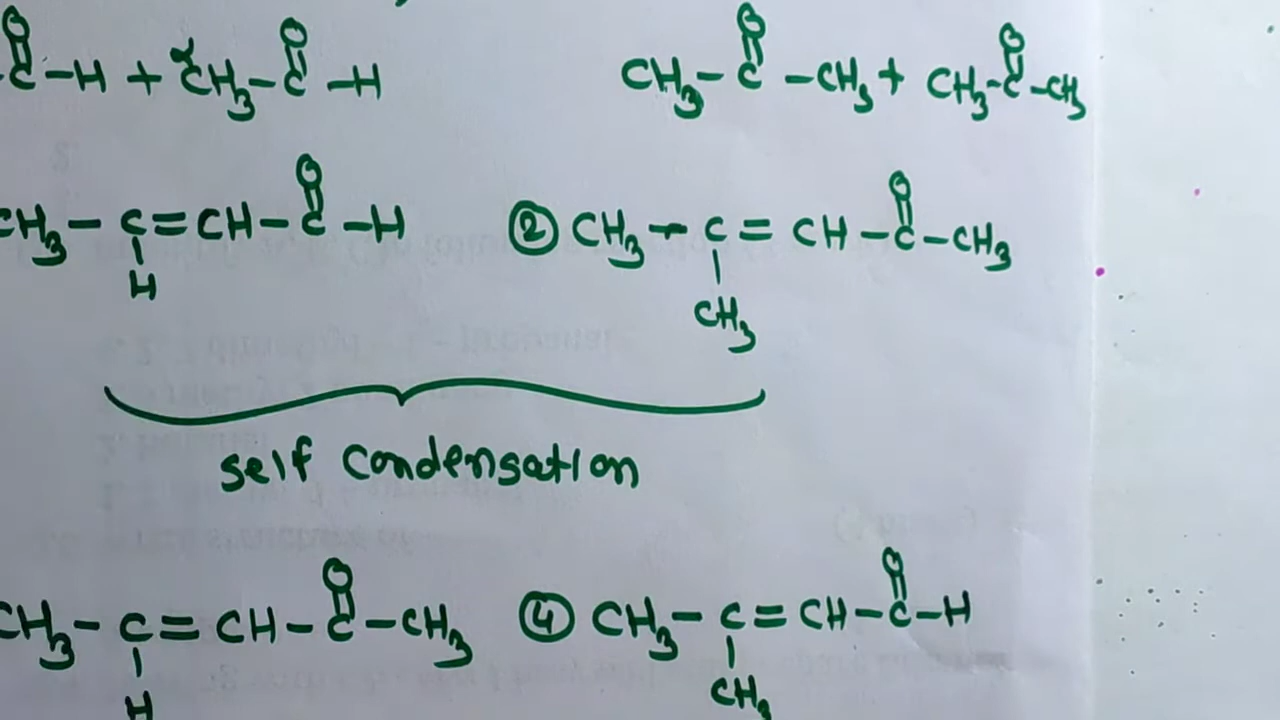 O O O O
C-H + CH3-C-H CH3-C-CH3 + CH3-C-CH3
O O
CH3-C=CH-C-H ② CH3-C=CH-C-CH3
H CH3
self condensation
O O
CH3-C=CH-C-CH3 ④ CH3-C=CH-C-H
H CH3